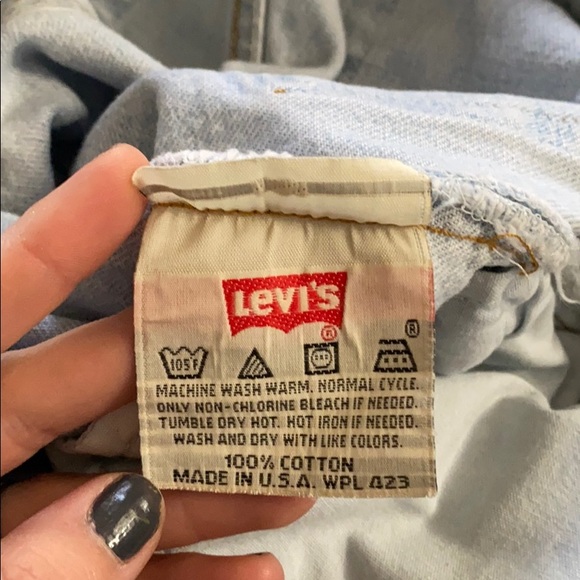 Levi's
®
®
105°F
MACHINE WASH WARM. NORMAL CYCLE.
ONLY NON-CHLORINE BLEACH IF NEEDED.
TUMBLE DRY HOT. HOT IRON IF NEEDED.
WASH AND DRY WITH LIKE COLORS.
100% COTTON
MADE IN U.S.A. WPL 423